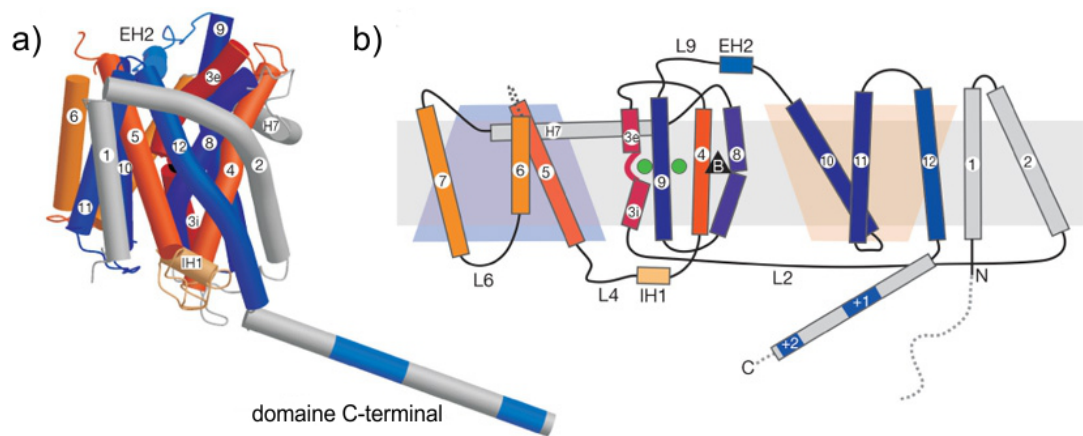 a)
EH2
9
3e
6
5
H7
1
8
12
4
2
10
3i
11
IH1
domaine C-terminal
b)
L9
EH2
H7
3e
7
6
5
9
4
B
8
10
11
12
1
2
3i
L6
L4
IH1
L2
N
+1
+2
C